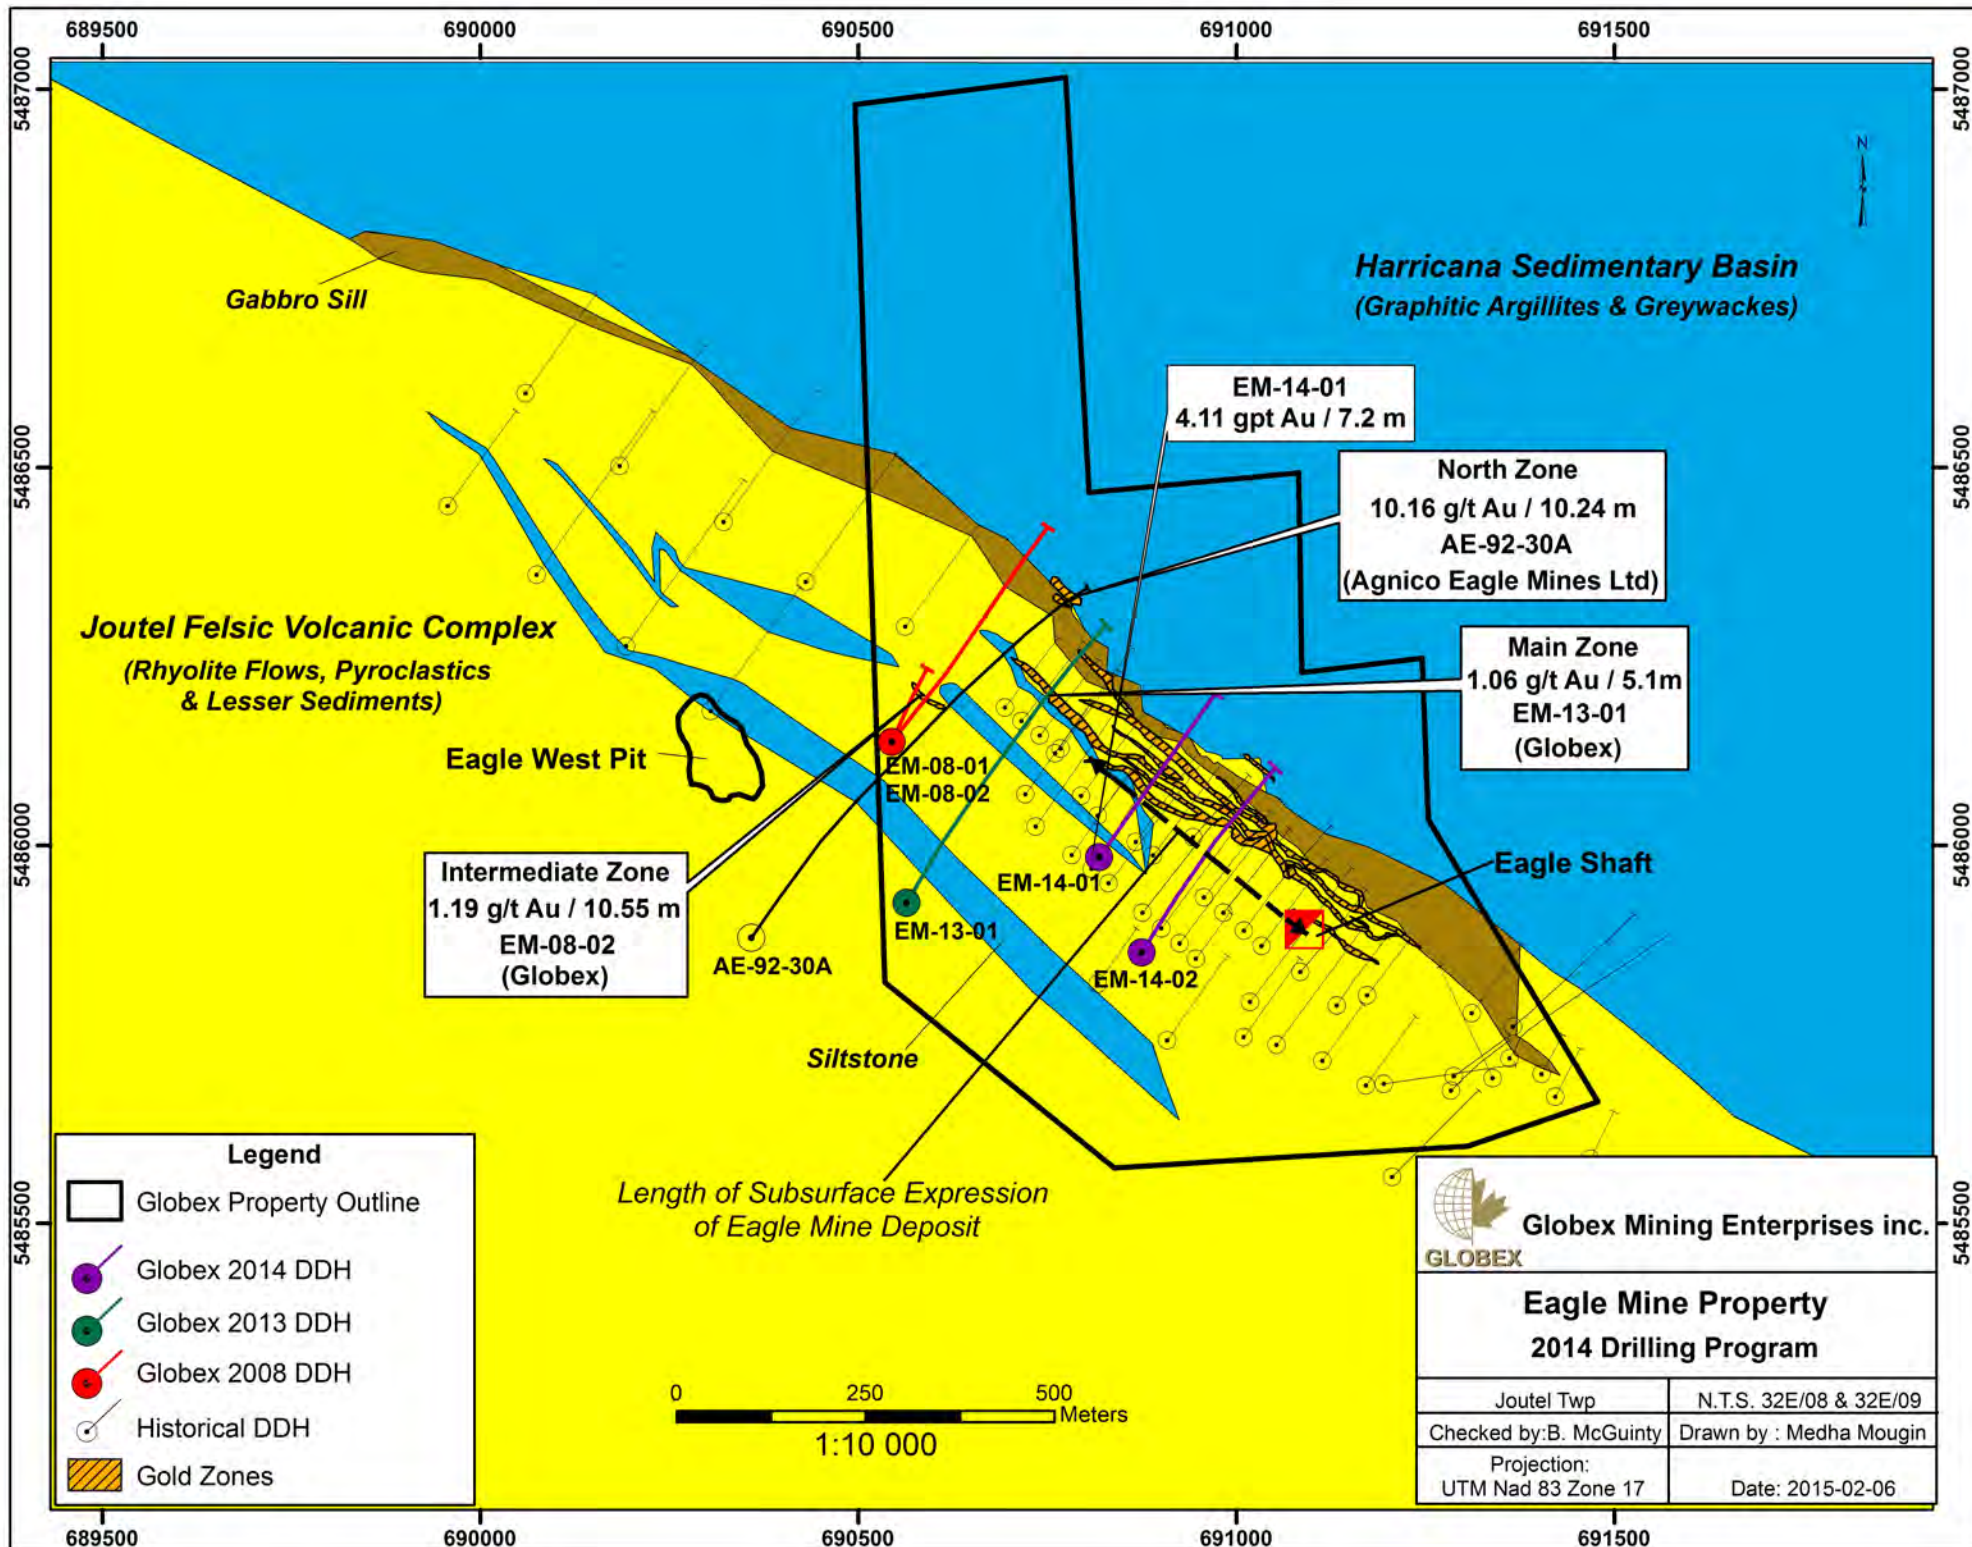 689500 690000 690500 691000 691500
5487000 5487000
N
Harricana Sedimentary Basin
(Graphitic Argillites & Greywackes)
Gabbro Sill
EM-14-01
4.11 gpt Au / 7.2 m
5486500 5486500
North Zone
10.16 g/t Au / 10.24 m
AE-92-30A
(Agnico Eagle Mines Ltd)
Joutel Felsic Volcanic Complex
(Rhyolite Flows, Pyroclastics
& Lesser Sediments)
Main Zone
1.06 g/t Au / 5.1m
EM-13-01
(Globex)
Eagle West Pit
EM-08-01
EM-08-02
5486000 5486000
Intermediate Zone
1.19 g/t Au / 10.55 m
EM-08-02
(Globex)
Eagle Shaft
EM-14-01
EM-13-01
AE-92-30A
EM-14-02
Siltstone
Length of Subsurface Expression
of Eagle Mine Deposit
5485500 5485500
Legend
Globex Property Outline
Globex 2014 DDH
Globex 2013 DDH
Globex 2008 DDH
Historical DDH
Gold Zones
0 250 500
Meters
1:10 000
GLOBEX
Globex Mining Enterprises inc.
Eagle Mine Property
2014 Drilling Program
Joutel Twp
N.T.S. 32E/08 & 32E/09
Checked by:B. McGuinty
Drawn by : Medha Mougin
Projection:
UTM Nad 83 Zone 17
Date: 2015-02-06
689500 690000 690500 691000 691500